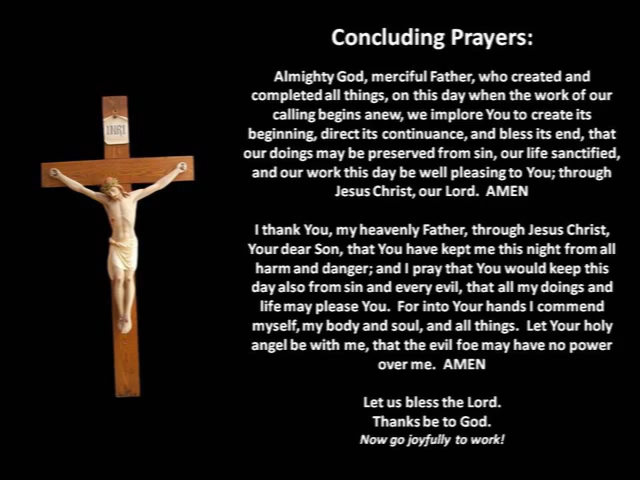 Concluding Prayers:
INRI
Almighty God, merciful Father, who created and
completed all things, on this day when the work of our
calling begins anew, we implore You to create its
beginning, direct its continuance, and bless its end, that
our doings may be preserved from sin, our life sanctified,
and our work this day be well pleasing to You; through
Jesus Christ, our Lord.  AMEN
I thank You, my heavenly Father, through Jesus Christ,
Your dear Son, that You have kept me this night from all
harm and danger; and I pray that You would keep this
day also from sin and every evil, that all my doings and
life may please You.  For into Your hands I commend
myself, my body and soul, and all things.  Let Your holy
angel be with me, that the evil foe may have no power
over me.  AMEN
Let us bless the Lord.
Thanks be to God.
Now go joyfully to work!